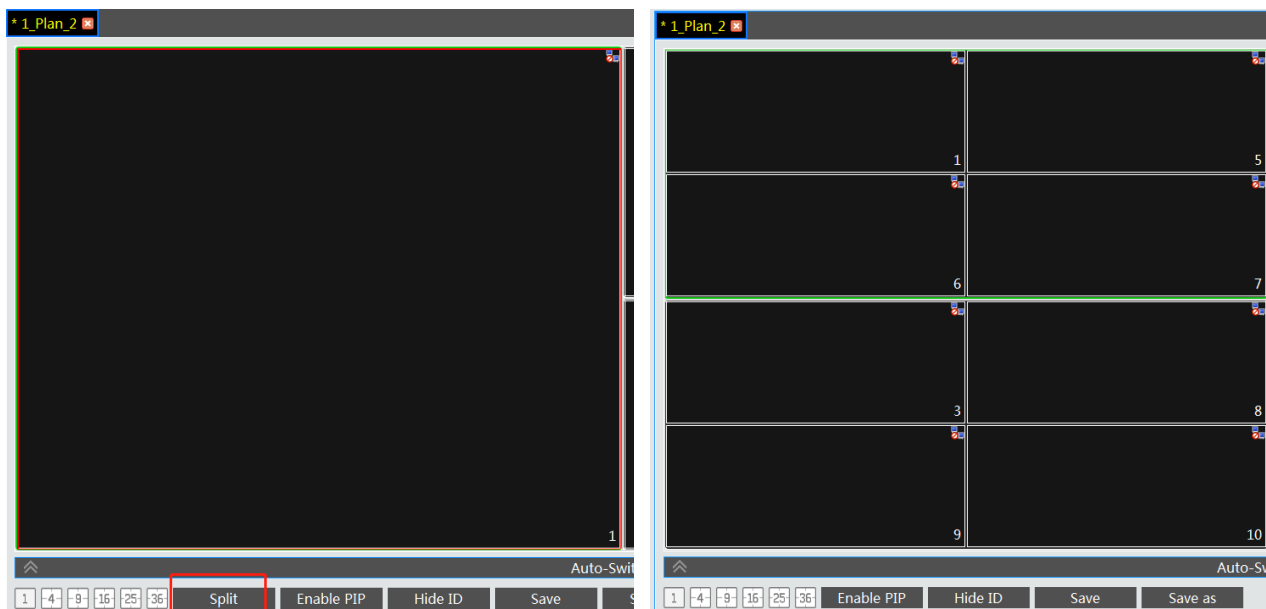 * 1_Plan_2
1
Auto-Swit
1 4 9 16 25 36 Split Enable PIP Hide ID Save S
* 1_Plan_2
1 5
6 7
3 8
9 10
Auto-Sv
1 4 9 16 25 36 Enable PIP Hide ID Save Save as